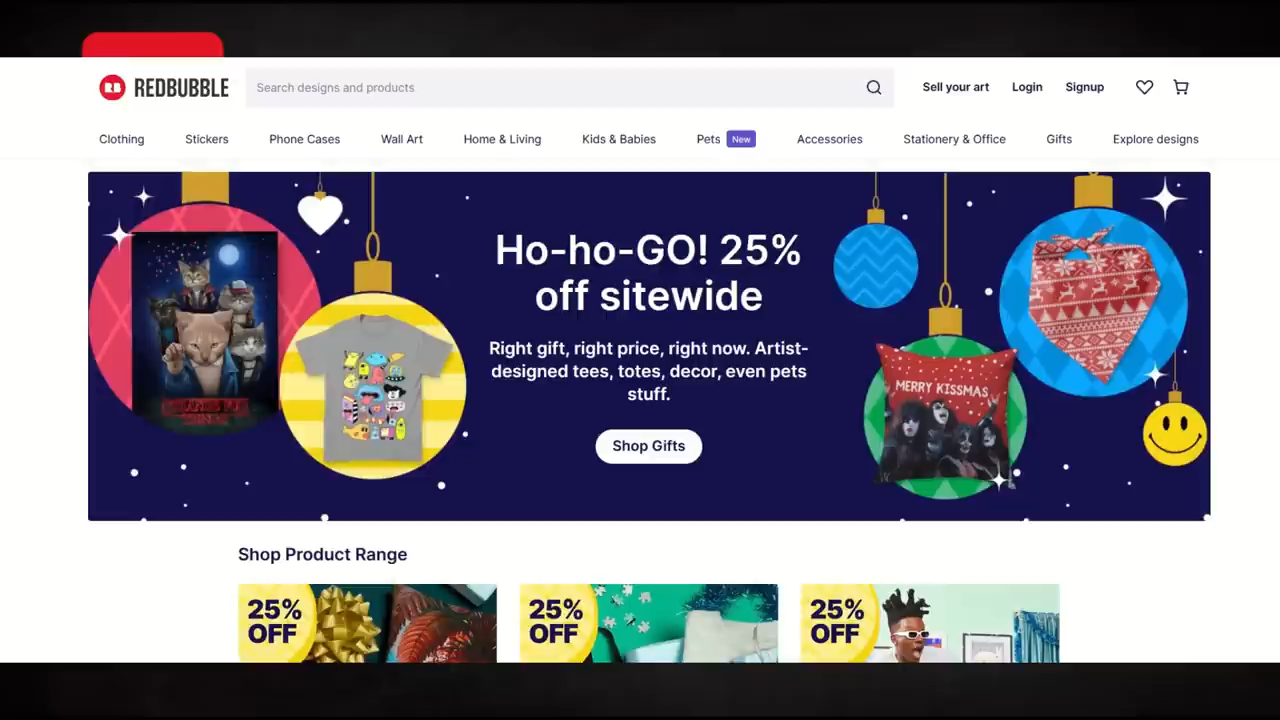 RB REDBUBBLE
Search designs and products
Sell your art
Login
Signup
Clothing
Stickers
Phone Cases
Wall Art
Home & Living
Kids & Babies
Pets
New
Accessories
Stationery & Office
Gifts
Explore designs
Ho-ho-GO! 25%
off sitewide
Right gift, right price, right now. Artist-
designed tees, totes, decor, even pets
stuff.
Shop Gifts
MERRY KISSMAS
Shop Product Range
25%
OFF
25%
OFF
25%
OFF